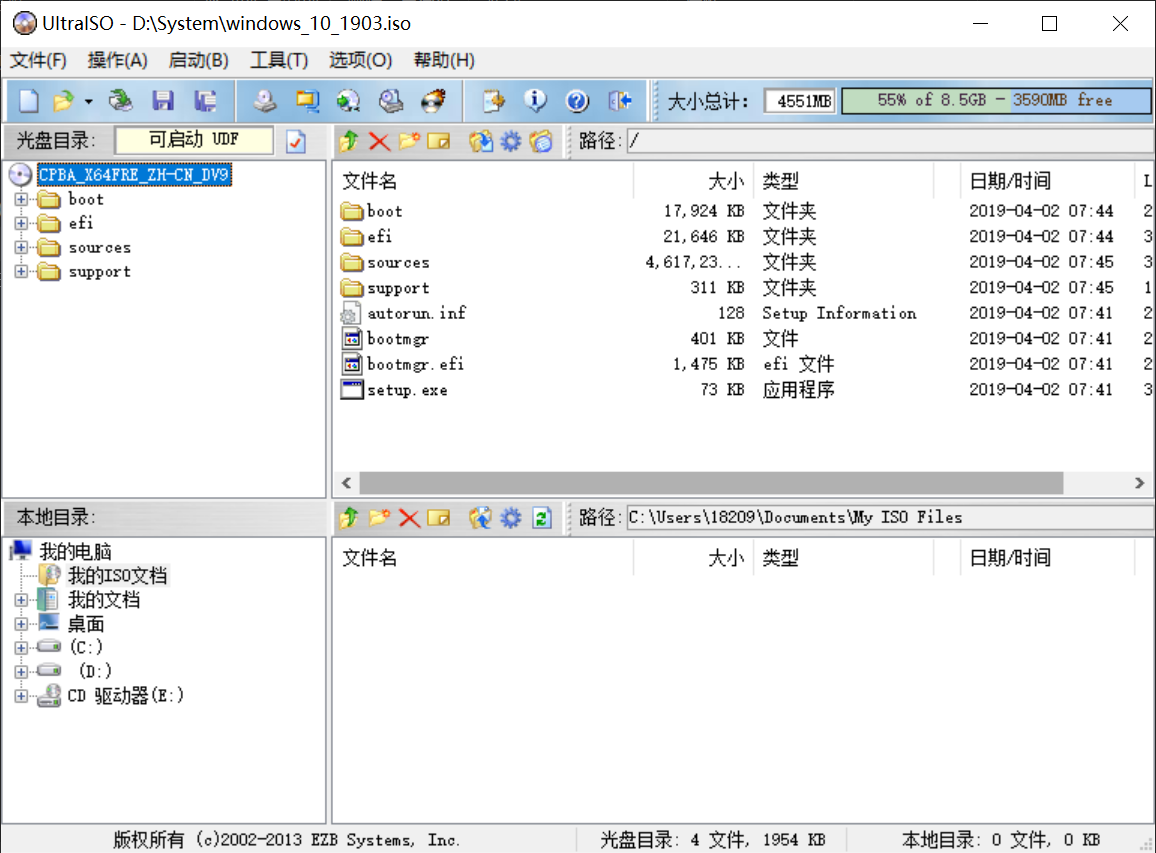 UltraISO - D:\System\windows_10_1903.iso
文件(F) 操作(A) 启动(B) 工具(T) 选项(O) 帮助(H)
大小总计: 4551MB 55% of 8.5GB - 3590MB free
光盘目录: 可启动 UDF 路径: /
CPBA_X64FRE_ZH-CN_DV9
boot
efi
sources
support
文件名 大小 类型 日期/时间 L
boot 17,924 KB 文件夹 2019-04-02 07:44 2
efi 21,646 KB 文件夹 2019-04-02 07:44 3
sources 4,617,23... 文件夹 2019-04-02 07:45 3
support 311 KB 文件夹 2019-04-02 07:45 1
autorun.inf 128 Setup Information 2019-04-02 07:41 2
bootmgr 401 KB 文件 2019-04-02 07:41 2
bootmgr.efi 1,475 KB efi 文件 2019-04-02 07:41 2
setup.exe 73 KB 应用程序 2019-04-02 07:41 3
本地目录: 路径: C:\Users\18209\Documents\My ISO Files
我的电脑
我的ISO文档
我的文档
桌面
(C:)
(D:)
CD 驱动器(E:)
文件名 大小 类型 日期/时间
版权所有 (c)2002-2013 EZB Systems, Inc. 光盘目录: 4 文件, 1954 KB 本地目录: 0 文件, 0 KB